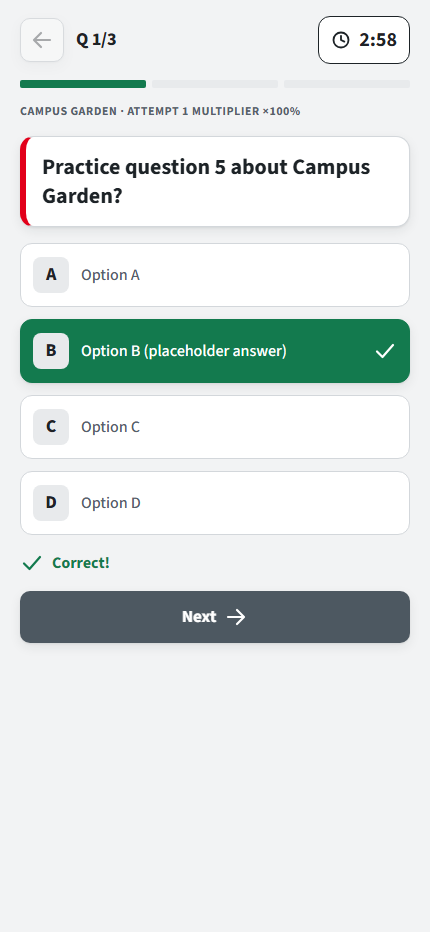 Q 1/3
2:58
CAMPUS GARDEN · ATTEMPT 1 MULTIPLIER ×100%
Practice question 5 about Campus
Garden?
A
Option A
B
Option B (placeholder answer)
C
Option C
D
Option D
Correct!
Next